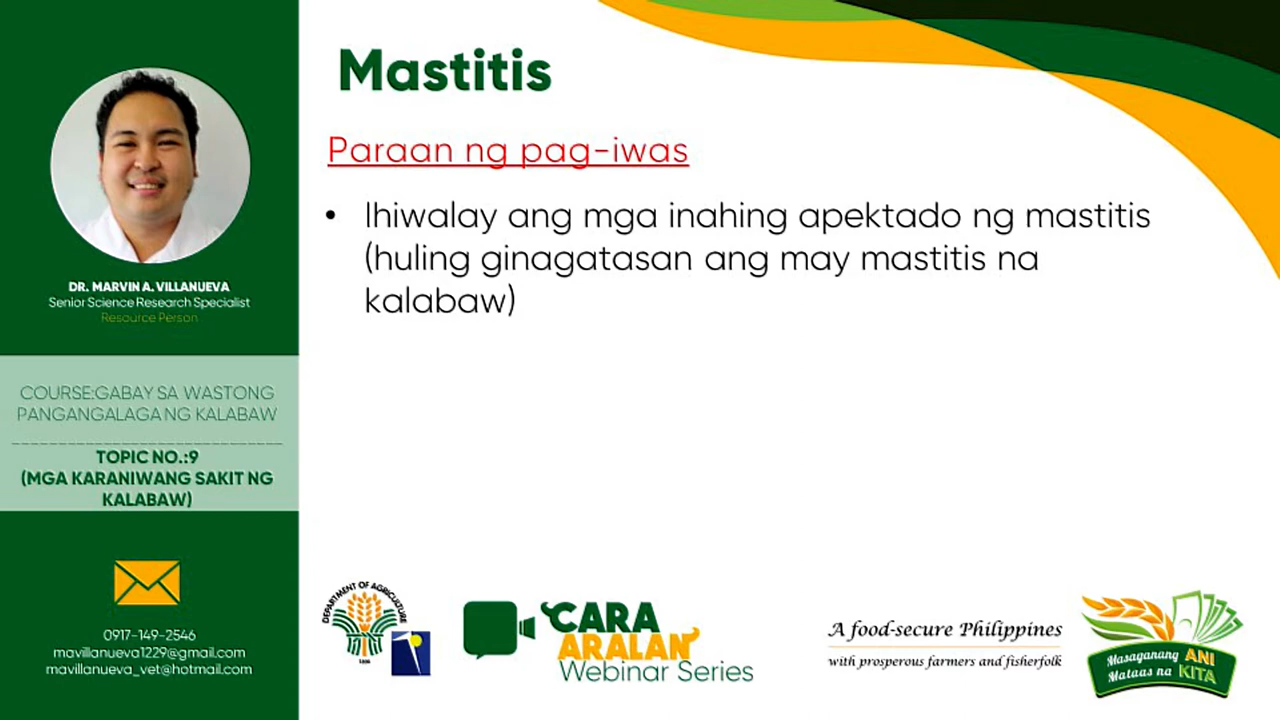 Mastitis
Paraan ng pag-iwas
• Ihiwalay ang mga inahing apektado ng mastitis
(huling ginagatasan ang may mastitis na
kalabaw)
DR. MARVIN A. VILLANUEVA
Senior Science Research Specialist
Resource Person
COURSE:GABAY SA WASTONG
PANGANGALAGA NG KALABAW
TOPIC NO.:9
(MGA KARANIWANG SAKIT NG
KALABAW)
0917-149-2546
mavillanueva1229@gmail.com
mavillanueva_vet@hotmail.com
DEPARTMENT OF AGRICULTURE
1898
CARA
ARALAN
Webinar Series
A food-secure Philippines
with prosperous farmers and fisherfolk
Masaganang ANI
Mataas na KITA